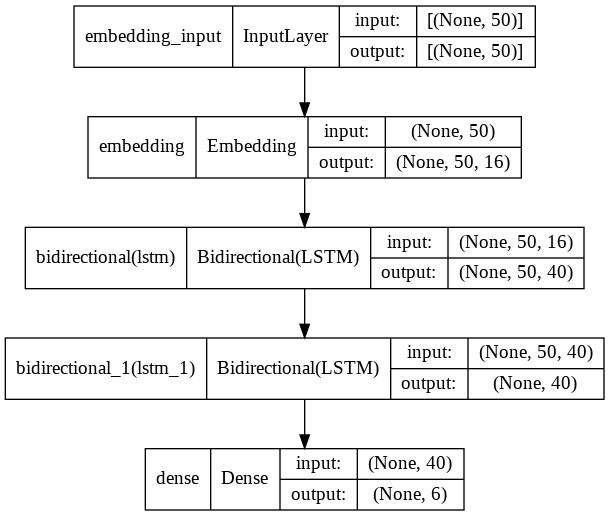 embedding_input InputLayer input: [(None, 50)]
output: [(None, 50)]
embedding Embedding input: (None, 50)
output: (None, 50, 16)
bidirectional(lstm) Bidirectional(LSTM) input: (None, 50, 16)
output: (None, 50, 40)
bidirectional_1(lstm_1) Bidirectional(LSTM) input: (None, 50, 40)
output: (None, 40)
dense Dense input: (None, 40)
output: (None, 6)